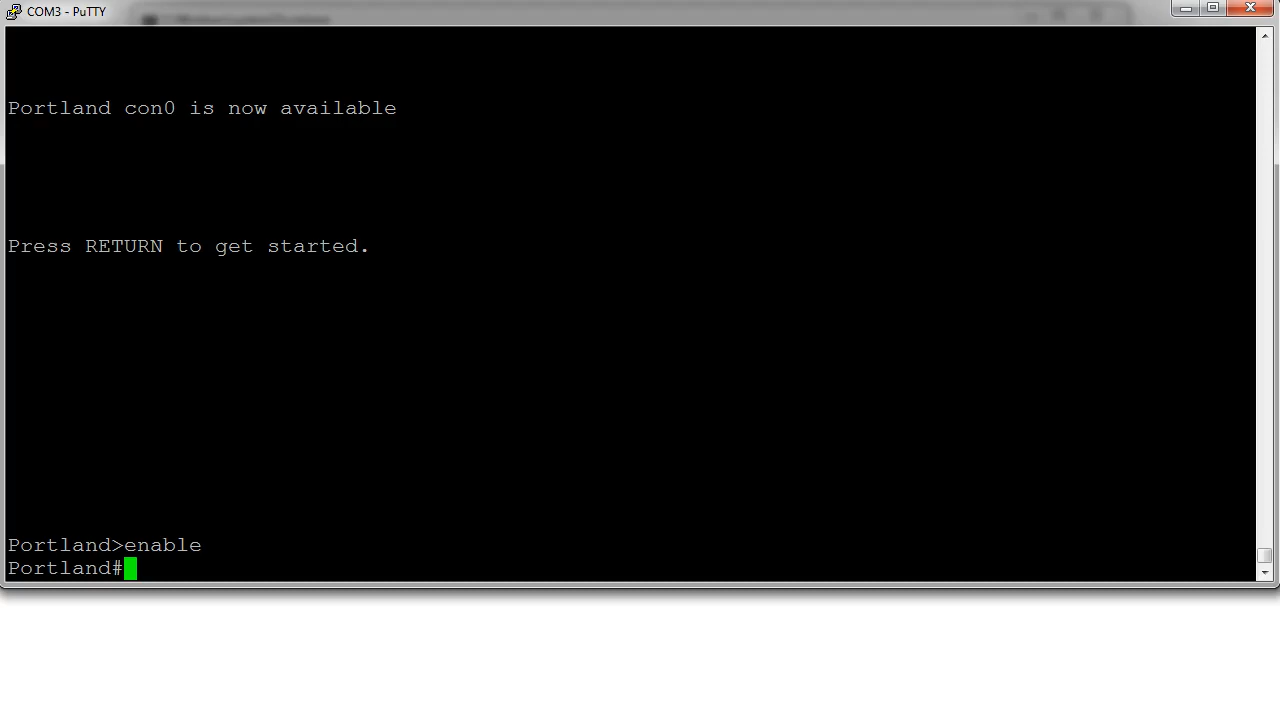 COM3 - PuTTY
Portland con0 is now available
Press RETURN to get started.
Portland>enable
Portland#